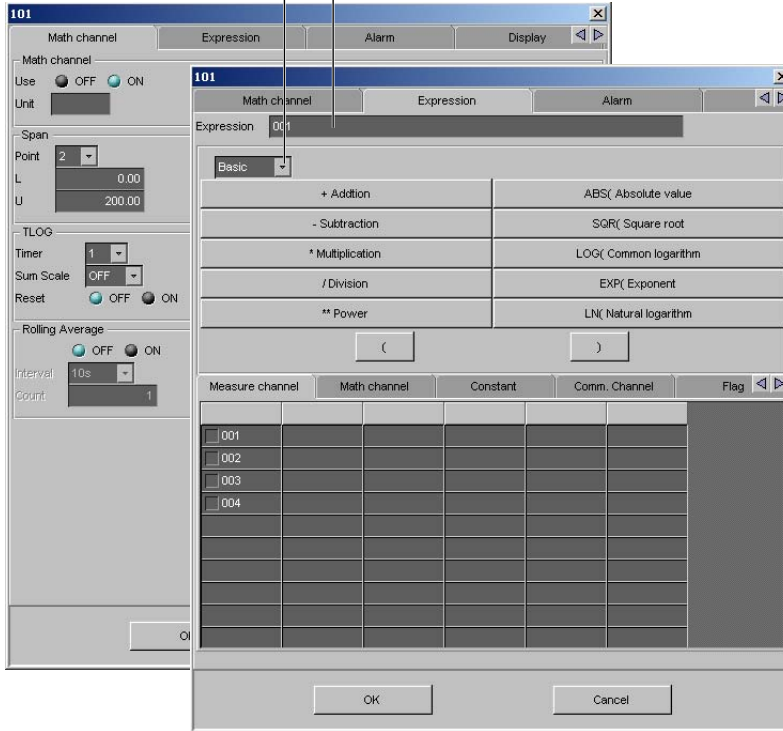 101
Math channel Expression Alarm Display
Math channel
Use OFF ON
Unit
Span
Point 2
L 0.00
U 200.00
TLOG
Timer 1
Sum Scale OFF
Reset OFF ON
Rolling Average
OFF ON
Interval 10s
Count 1
101
Math channel Expression Alarm
Expression 001
Basic
+ Addtion ABS( Absolute value
- Subtraction SQR( Square root
* Multiplication LOG( Common logarithm
/ Division EXP( Exponent
** Power LN( Natural logarithm
( )
Measure channel Math channel Constant Comm. Channel Flag
001
002
003
004
OK Cancel